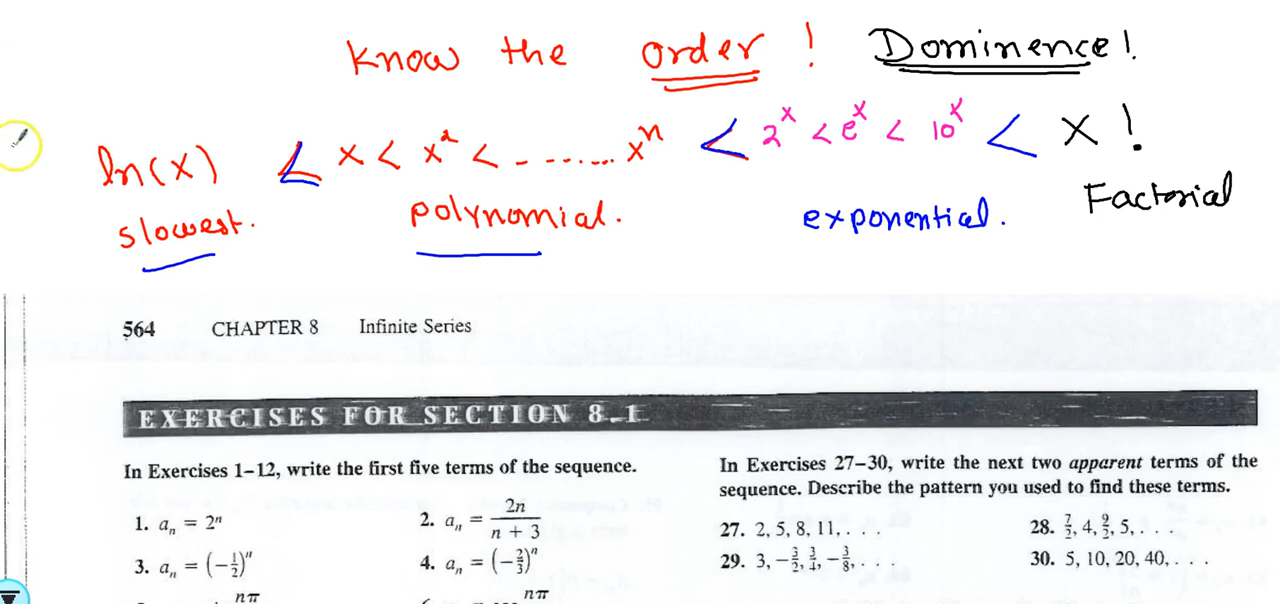 Know the order! Dominence!
ln(x) < x < x² < - ...... xⁿ < 2ˣ < eˣ < 10ˣ < x!
slowest. polynomial. exponential. Factorial
564 CHAPTER 8 Infinite Series
EXERCISES FOR SECTION 8.1
In Exercises 1–12, write the first five terms of the sequence.
1. aₙ = 2ⁿ
2. aₙ = 2n / n + 3
3. aₙ = (−1/2)ⁿ
4. aₙ = (−2/3)ⁿ
nπ
nπ
In Exercises 27–30, write the next two apparent terms of the
sequence. Describe the pattern you used to find these terms.
27. 2, 5, 8, 11, . . .
28. 7/2, 4, 9/2, 5, . . .
29. 3, −3/2, 3/4, −3/8, . . .
30. 5, 10, 20, 40, . . .